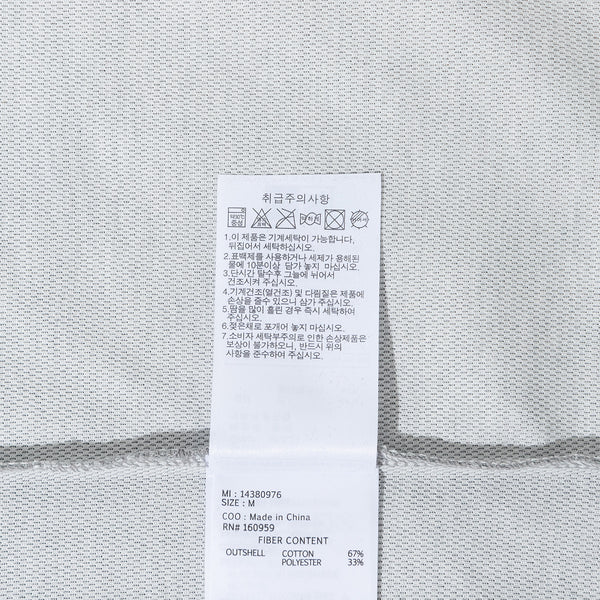 취급주의사항
약30℃
중성
1.이 제품은 기계세탁이 가능합니다,
뒤집어서 세탁하십시오.
2.표백제를 사용하거나 세제가 용해된
물에 10분이상 담가 놓지 마십시오.
3.단시간 탈수후 그늘에 뉘어서
건조시켜 주십시오.
4.기계건조(열건조) 및 다림질은 제품에
손상을 줄수 있으니 삼가 주십시오.
5.땀을 많이 흘린 경우 즉시 세탁하여
주십시오.
6.젖은채로 포개어 놓지 마십시오.
7.소비자 세탁부주의로 인한 손상제품은
보상이 불가하오니, 반드시 위의
사항을 준수하여 주십시오.
MI : 14380976
SIZE : M
COO : Made in China
RN# 160959
FIBER CONTENT
OUTSHELL COTTON 67%
POLYESTER 33%